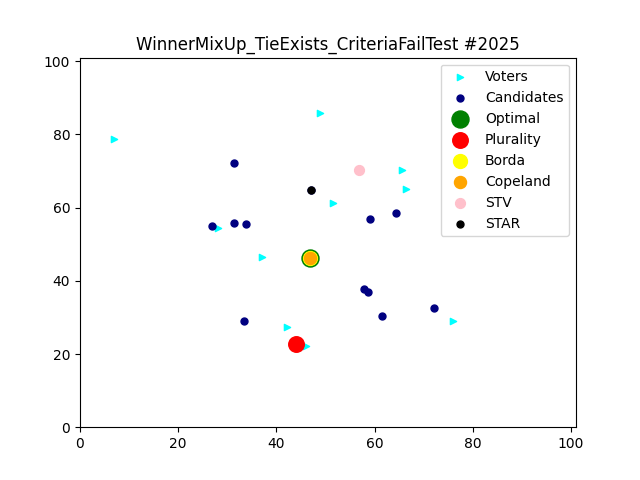 WinnerMixUp_TieExists_CriteriaFailTest #2025
100
80
60
40
20
0
0 20 40 60 80 100
Voters
Candidates
Optimal
Plurality
Borda
Copeland
STV
STAR